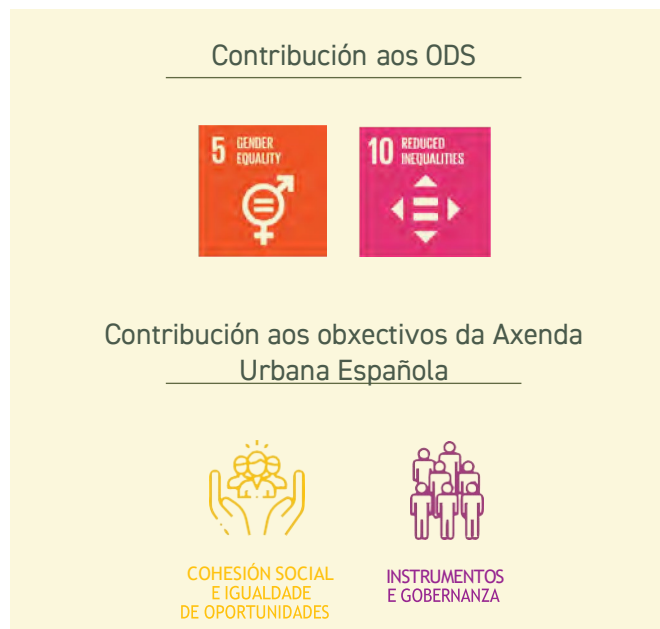 Contribución aos ODS
5 GENDER
EQUALITY
10 REDUCED
INEQUALITIES
Contribución aos obxectivos da Axenda
Urbana Española
COHESIÓN SOCIAL
E IGUALDADE
DE OPORTUNIDADES
INSTRUMENTOS
E GOBERNANZA